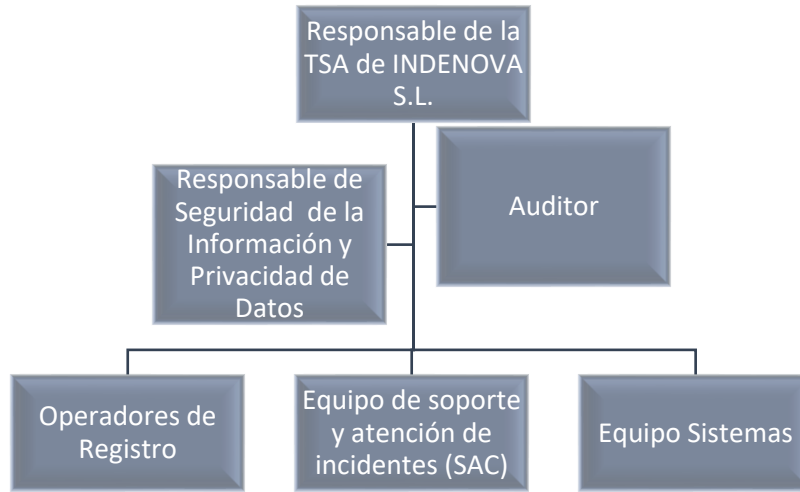 Responsable de la
TSA de INDENOVA
S.L.
Responsable de
Seguridad de la
Información y
Privacidad de
Datos
Auditor
Operadores de
Registro
Equipo de soporte
y atención de
incidentes (SAC)
Equipo Sistemas